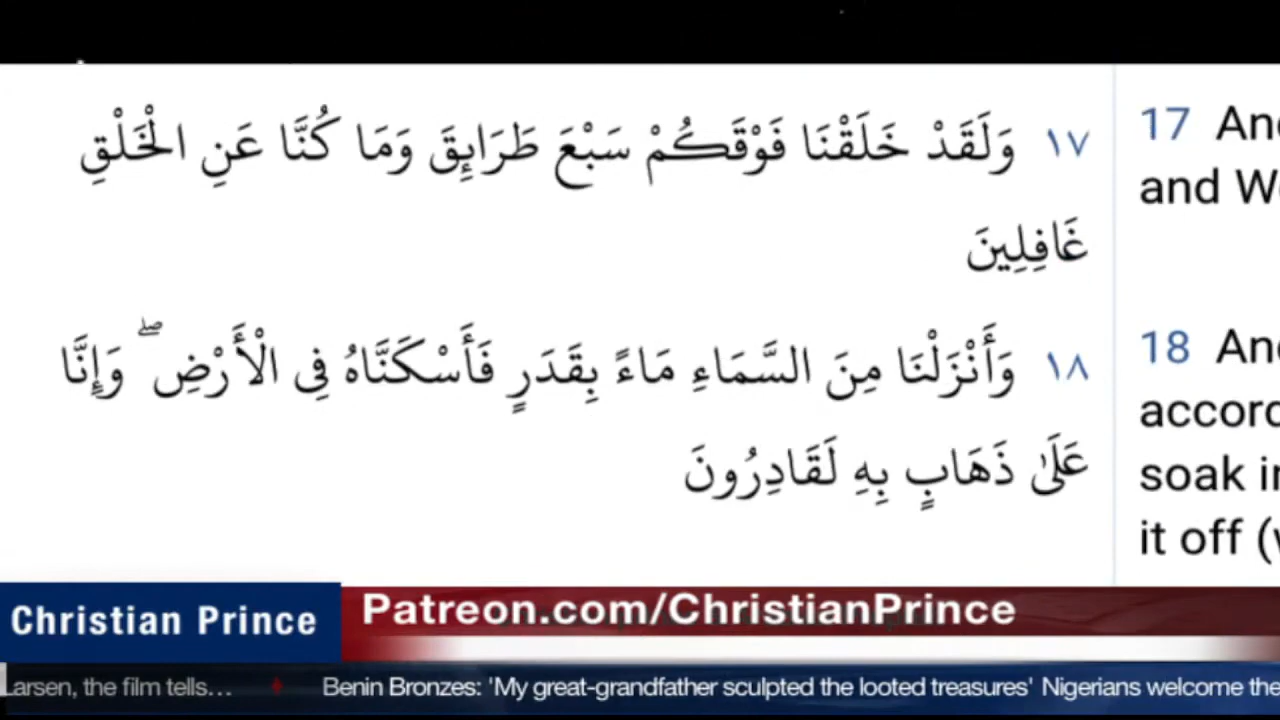 ١٧ وَلَقَدْ خَلَقْنَا فَوْقَكُمْ سَبْعَ طَرَائِقَ وَمَا كُنَّا عَنِ الْخَلْقِ
غَافِلِينَ
17 And
and We
١٨ وَأَنْزَلْنَا مِنَ السَّمَاءِ مَاءً بِقَدَرٍ فَأَسْكَنَّاهُ فِى الْأَرْضِ ۖ وَإِنَّا
عَلَىٰ ذَهَابٍ بِهِ لَقَادِرُونَ
18 And
accord
soak in
it off (
Christian Prince
Patreon.com/ChristianPrince
Larsen, the film tells... Benin Bronzes: 'My great-grandfather sculpted the looted treasures' Nigerians welcome the